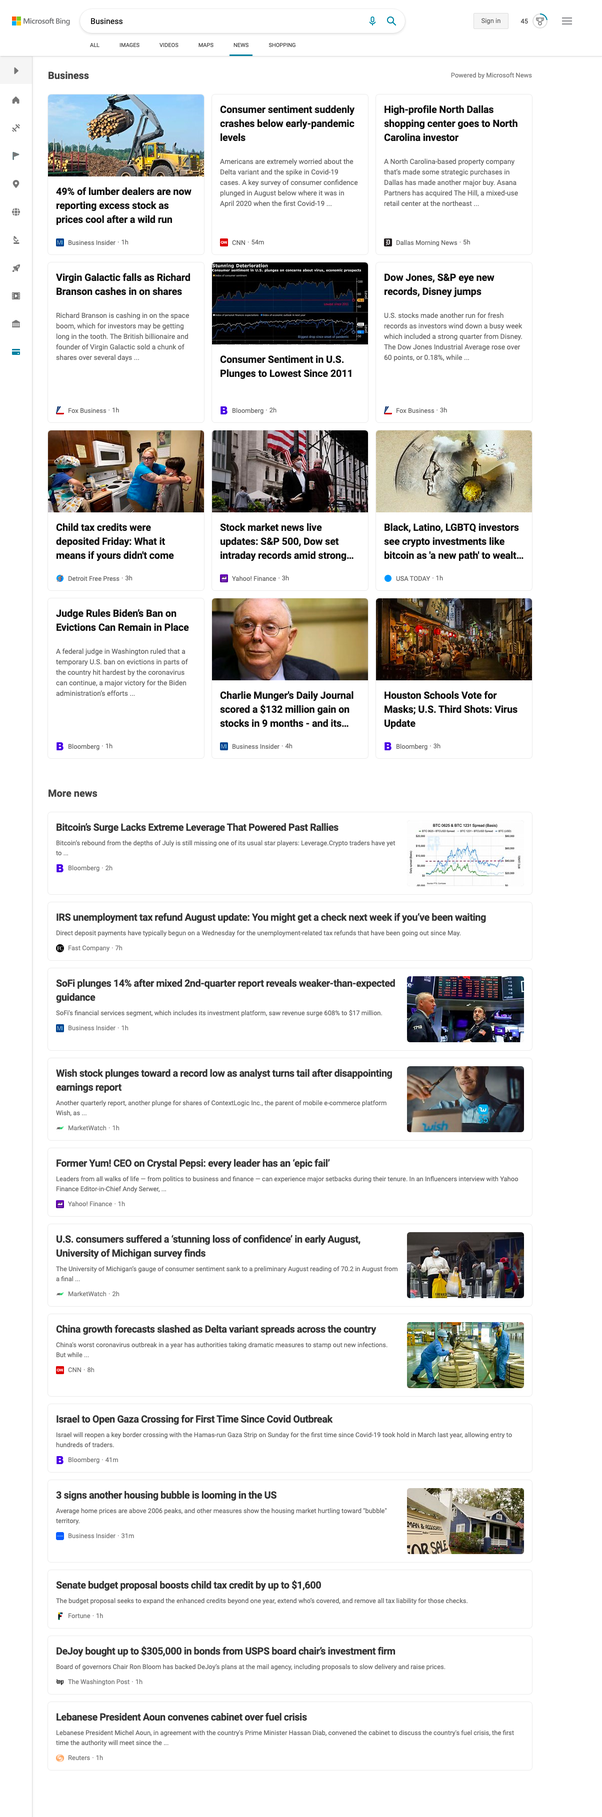 Microsoft Bing
Business
Sign in
45
ALL
IMAGES
VIDEOS
MAPS
NEWS
SHOPPING
Business
Powered by Microsoft News
49% of lumber dealers are now
reporting excess stock as
prices cool after a wild run
Business Insider · 1h
Consumer sentiment suddenly
crashes below early-pandemic
levels
Americans are extremely worried about the
Delta variant and the spike in Covid-19
cases. A key survey of consumer confidence
plunged in August below where it was in
April 2020 when the first Covid-19 ...
CNN · 54m
High-profile North Dallas
shopping center goes to North
Carolina investor
A North Carolina-based property company
that's made some strategic purchases in
Dallas has made another major buy. Asana
Partners has acquired The Hill, a mixed-use
retail center at the northeast ...
Dallas Morning News · 5h
Virgin Galactic falls as Richard
Branson cashes in on shares
Richard Branson is cashing in on the space
boom, which for investors may be getting
long in the tooth. The British billionaire and
founder of Virgin Galactic sold a chunk of
shares over several days ...
Fox Business · 1h
Stunning Deterioration
Consumer Sentiment in U.S.
Plunges to Lowest Since 2011
Bloomberg · 2h
Dow Jones, S&P eye new
records, Disney jumps
U.S. stocks made another run for fresh
records as investors wind down a busy week
which included a strong quarter from Disney.
The Dow Jones Industrial Average rose over
60 points, or 0.18%, while ...
Fox Business · 3h
Child tax credits were
deposited Friday: What it
means if yours didn't come
Detroit Free Press · 3h
Stock market news live
updates: S&P 500, Dow set
intraday records amid strong...
Yahoo! Finance · 3h
Black, Latino, LGBTQ investors
see crypto investments like
bitcoin as 'a new path' to wealt...
USA TODAY · 1h
Judge Rules Biden's Ban on
Evictions Can Remain in Place
A federal judge in Washington ruled that a
temporary U.S. ban on evictions in parts of
the country hit hardest by the coronavirus
can continue, a major victory for the Biden
administration's efforts ...
Bloomberg · 1h
Charlie Munger's Daily Journal
scored a $132 million gain on
stocks in 9 months - and its...
Business Insider · 4h
Houston Schools Vote for
Masks; U.S. Third Shots: Virus
Update
Bloomberg · 3h
More news
Bitcoin's Surge Lacks Extreme Leverage That Powered Past Rallies
Bitcoin's rebound from the depths of July is still missing one of its usual star players: Leverage.Crypto traders have yet
to ...
Bloomberg · 2h
BTC 0625 & BTC 1231 Spread (Basis)
IRS unemployment tax refund August update: You might get a check next week if you've been waiting
Direct deposit payments have typically begun on a Wednesday for the unemployment-related tax refunds that have been going out since May.
Fast Company · 7h
SoFi plunges 14% after mixed 2nd-quarter report reveals weaker-than-expected
guidance
SoFi's financial services segment, which includes its investment platform, saw revenue surge 608% to $17 million.
Business Insider · 1h
Wish stock plunges toward a record low as analyst turns tail after disappointing
earnings report
Another quarterly report, another plunge for shares of ContextLogic Inc., the parent of mobile e-commerce platform
Wish, as ...
MarketWatch · 1h
wish
Former Yum! CEO on Crystal Pepsi: every leader has an 'epic fail'
Leaders from all walks of life — from politics to business and finance — can experience major setbacks during their tenure. In an Influencers interview with Yahoo
Finance Editor-in-Chief Andy Serwer, ...
Yahoo! Finance · 1h
U.S. consumers suffered a 'stunning loss of confidence' in early August,
University of Michigan survey finds
The University of Michigan's gauge of consumer sentiment sank to a preliminary August reading of 70.2 in August from
a final ...
MarketWatch · 2h
China growth forecasts slashed as Delta variant spreads across the country
China's worst coronavirus outbreak in a year has authorities taking dramatic measures to stamp out new infections.
But while ...
CNN · 8h
Israel to Open Gaza Crossing for First Time Since Covid Outbreak
Israel will reopen a key border crossing with the Hamas-run Gaza Strip on Sunday for the first time since Covid-19 took hold in March last year, allowing entry to
hundreds of traders.
Bloomberg · 41m
3 signs another housing bubble is looming in the US
Average home prices are above 2006 peaks, and other measures show the housing market hurtling toward "bubble"
territory.
Business Insider · 31m
FOR SALE
Senate budget proposal boosts child tax credit by up to $1,600
The budget proposal seeks to expand the enhanced credits beyond one year, extend who's covered, and remove all tax liability for those checks.
Fortune · 1h
DeJoy bought up to $305,000 in bonds from USPS board chair's investment firm
Board of governors Chair Ron Bloom has backed DeJoy's plans at the mail agency, including proposals to slow delivery and raise prices.
The Washington Post · 1h
Lebanese President Aoun convenes cabinet over fuel crisis
Lebanese President Michel Aoun, in agreement with the country's Prime Minister Hassan Diab, convened the cabinet to discuss the country's fuel crisis, the first
time the authority will meet since the ...
Reuters · 1h